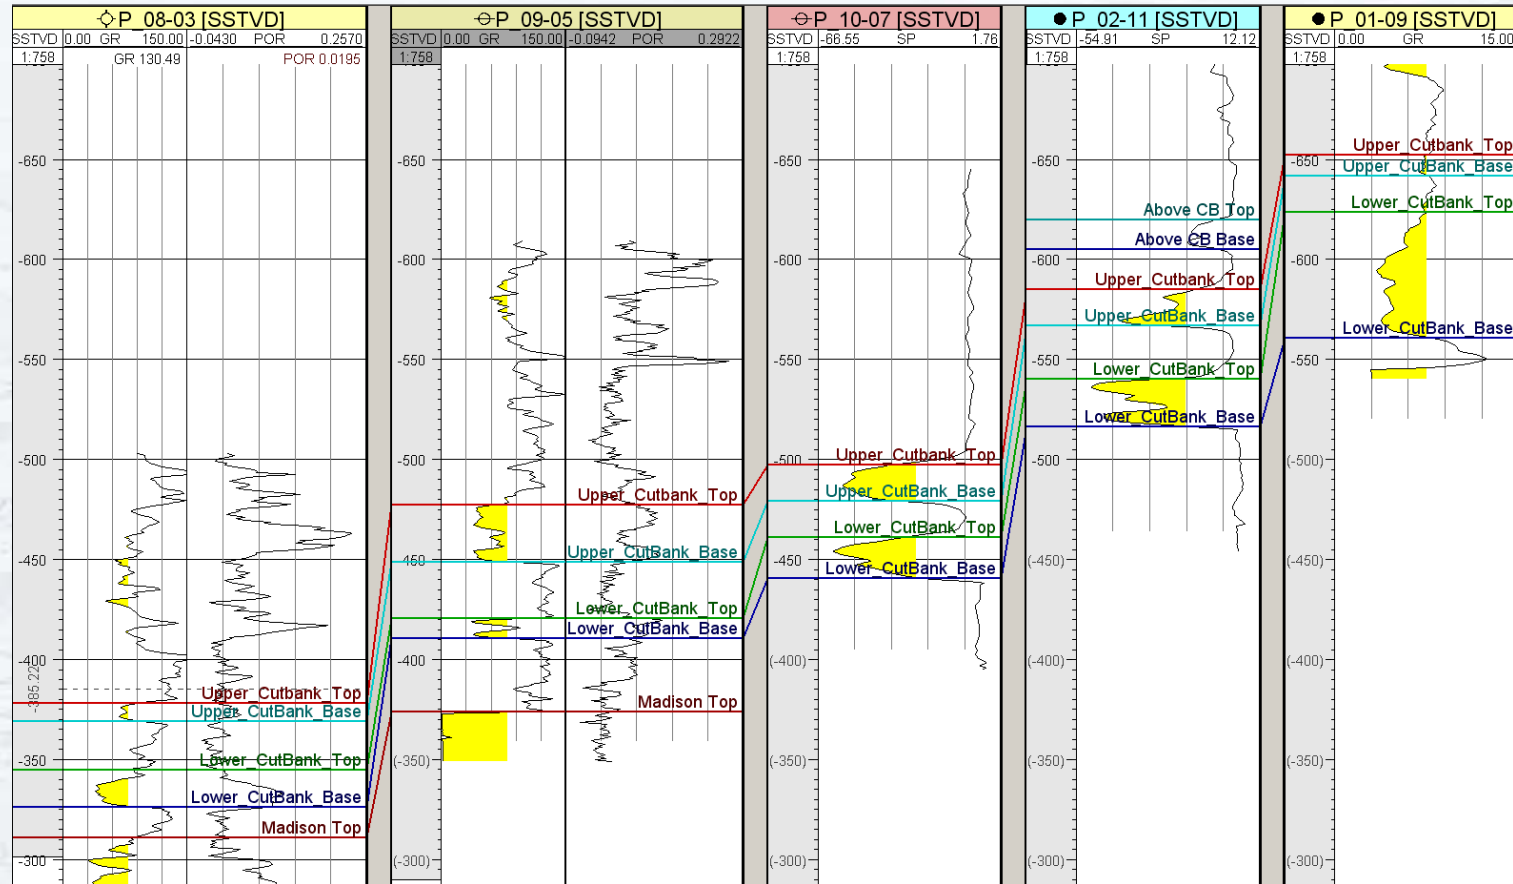 P_08-03 [SSTVD]
SSTVD 0.00 GR 150.00 -0.0430 POR 0.2570
1:758 GR 130.49 POR 0.0195
-650
-600
-550
-500
-450
-400
-385.22
Upper_Cutbank_Top
Upper_CutBank_Base
-350
Lower_CutBank_Top
Lower_CutBank_Base
Madison Top
-300
P_09-05 [SSTVD]
SSTVD 0.00 GR 150.00 -0.0942 POR 0.2922
1:758
-650
-600
-550
-500
Upper_Cutbank_Top
-450
Upper_CutBank_Base
Lower_CutBank_Top
Lower_CutBank_Base
-400
Madison Top
(-350)
(-300)
P_10-07 [SSTVD]
SSTVD -66.55 SP 1.76
1:758
-650
-600
-550
-500
Upper_Cutbank_Top
Upper_CutBank_Base
Lower_CutBank_Top
-450
Lower_CutBank_Base
(-400)
(-350)
(-300)
P_02-11 [SSTVD]
SSTVD -54.91 SP 12.12
1:758
-650
Above CB Top
Above CB Base
-600
Upper_Cutbank_Top
Upper_CutBank_Base
-550
Lower_CutBank_Top
Lower_CutBank_Base
-500
(-450)
(-400)
(-350)
(-300)
P_01-09 [SSTVD]
SSTVD 0.00 GR 15.00
1:758
Upper_Cutbank_Top
-650
Upper_CutBank_Base
Lower_CutBank_Top
-600
Lower_CutBank_Base
-550
(-500)
(-450)
(-400)
(-350)
(-300)